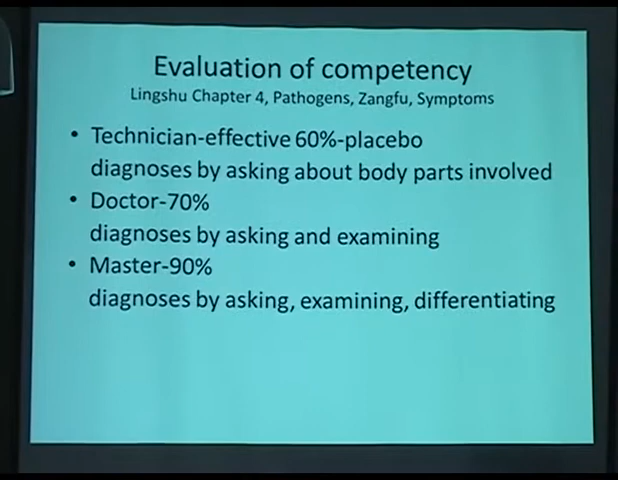 Evaluation of competency
Lingshu Chapter 4, Pathogens, Zangfu, Symptoms
• Technician-effective 60%-placebo
diagnoses by asking about body parts involved
• Doctor-70%
diagnoses by asking and examining
• Master-90%
diagnoses by asking, examining, differentiating